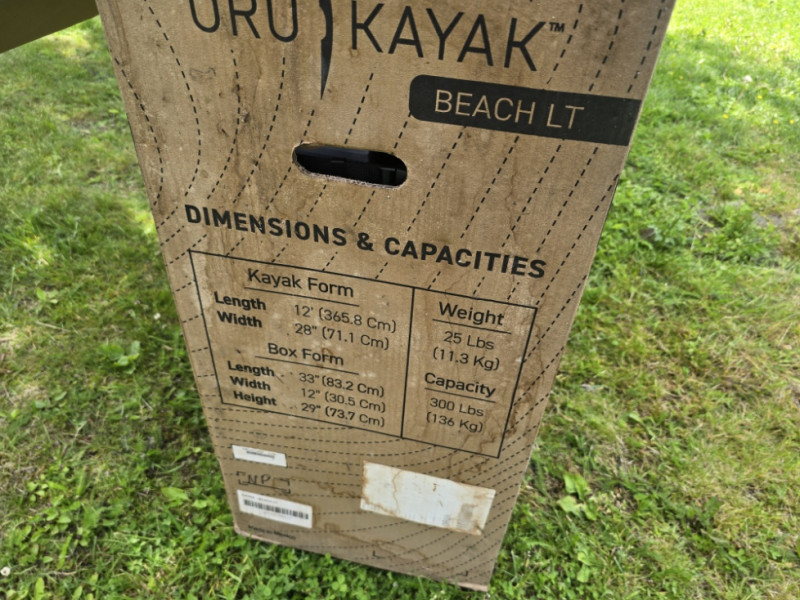 ORU KAYAK™
BEACH LT
DIMENSIONS & CAPACITIES
Kayak Form
Length 12' (365.8 Cm)
Width 28" (71.1 Cm)
Box Form
Length 33" (83.2 Cm)
Width 12" (30.5 Cm)
Height 29" (73.7 Cm)
Weight
25 Lbs
(11.3 Kg)
Capacity
300 Lbs
(136 Kg)
NP